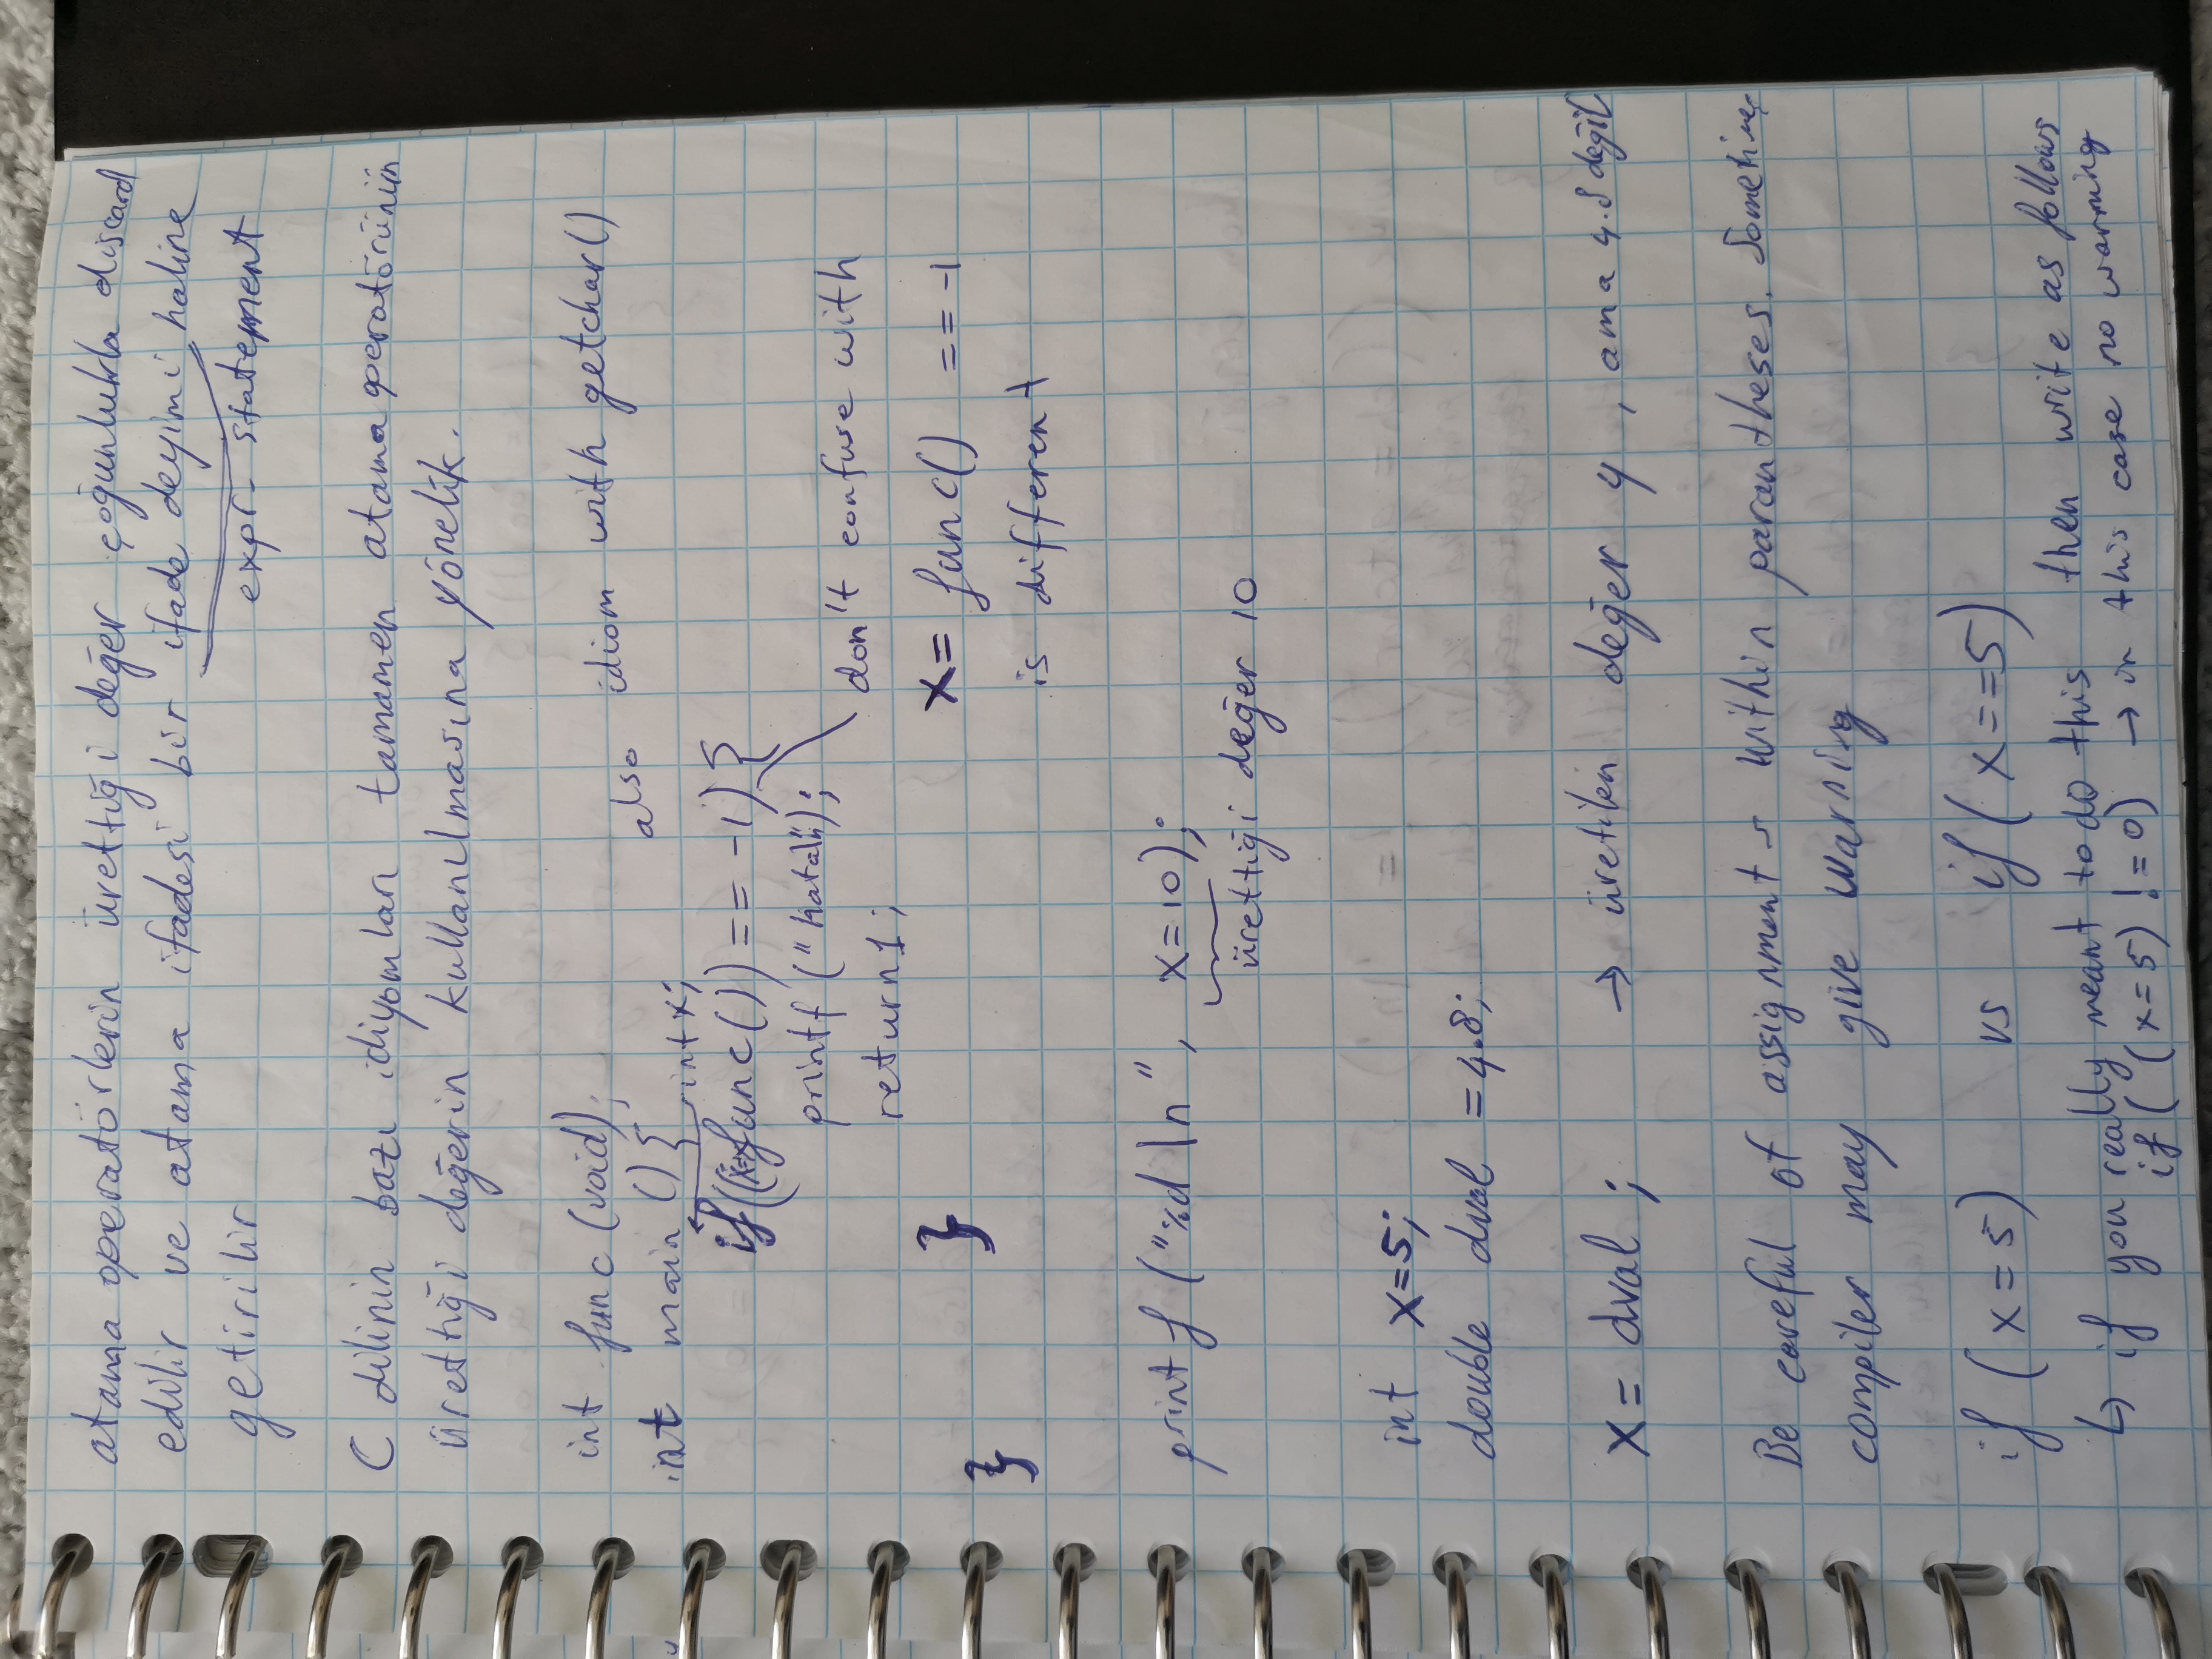 atama operatörlerin ürettiği değer çoğunlukla discard
edilir ve atama ifadesi bir ifade deyimi haline
getirilir
expr. statement
C dilinin bazı idiyomları tamamen atama operatörünün
ürettiği değerin kullanılmasına yönelik.
int func(void);
also idiom with getchar()
int main () {
int x;
if((x=func()) == -1) {
printf("hata\n");
return 1;
}
}
don't confuse with
x= func() == -1
is different
printf("%d\n", x=10);
ürettiği değer 10
int x=5;
double dval = 4.8;
x = dval ; → üretilen değer 4 , ama 4.8 değil
Be careful of assignments within parantheses. Sometimes
compiler may give warning
if ( x = 5) vs if( x==5)
↳ if you really meant to do this then write as follows
if( (x=5) != 0) → in this case no warning